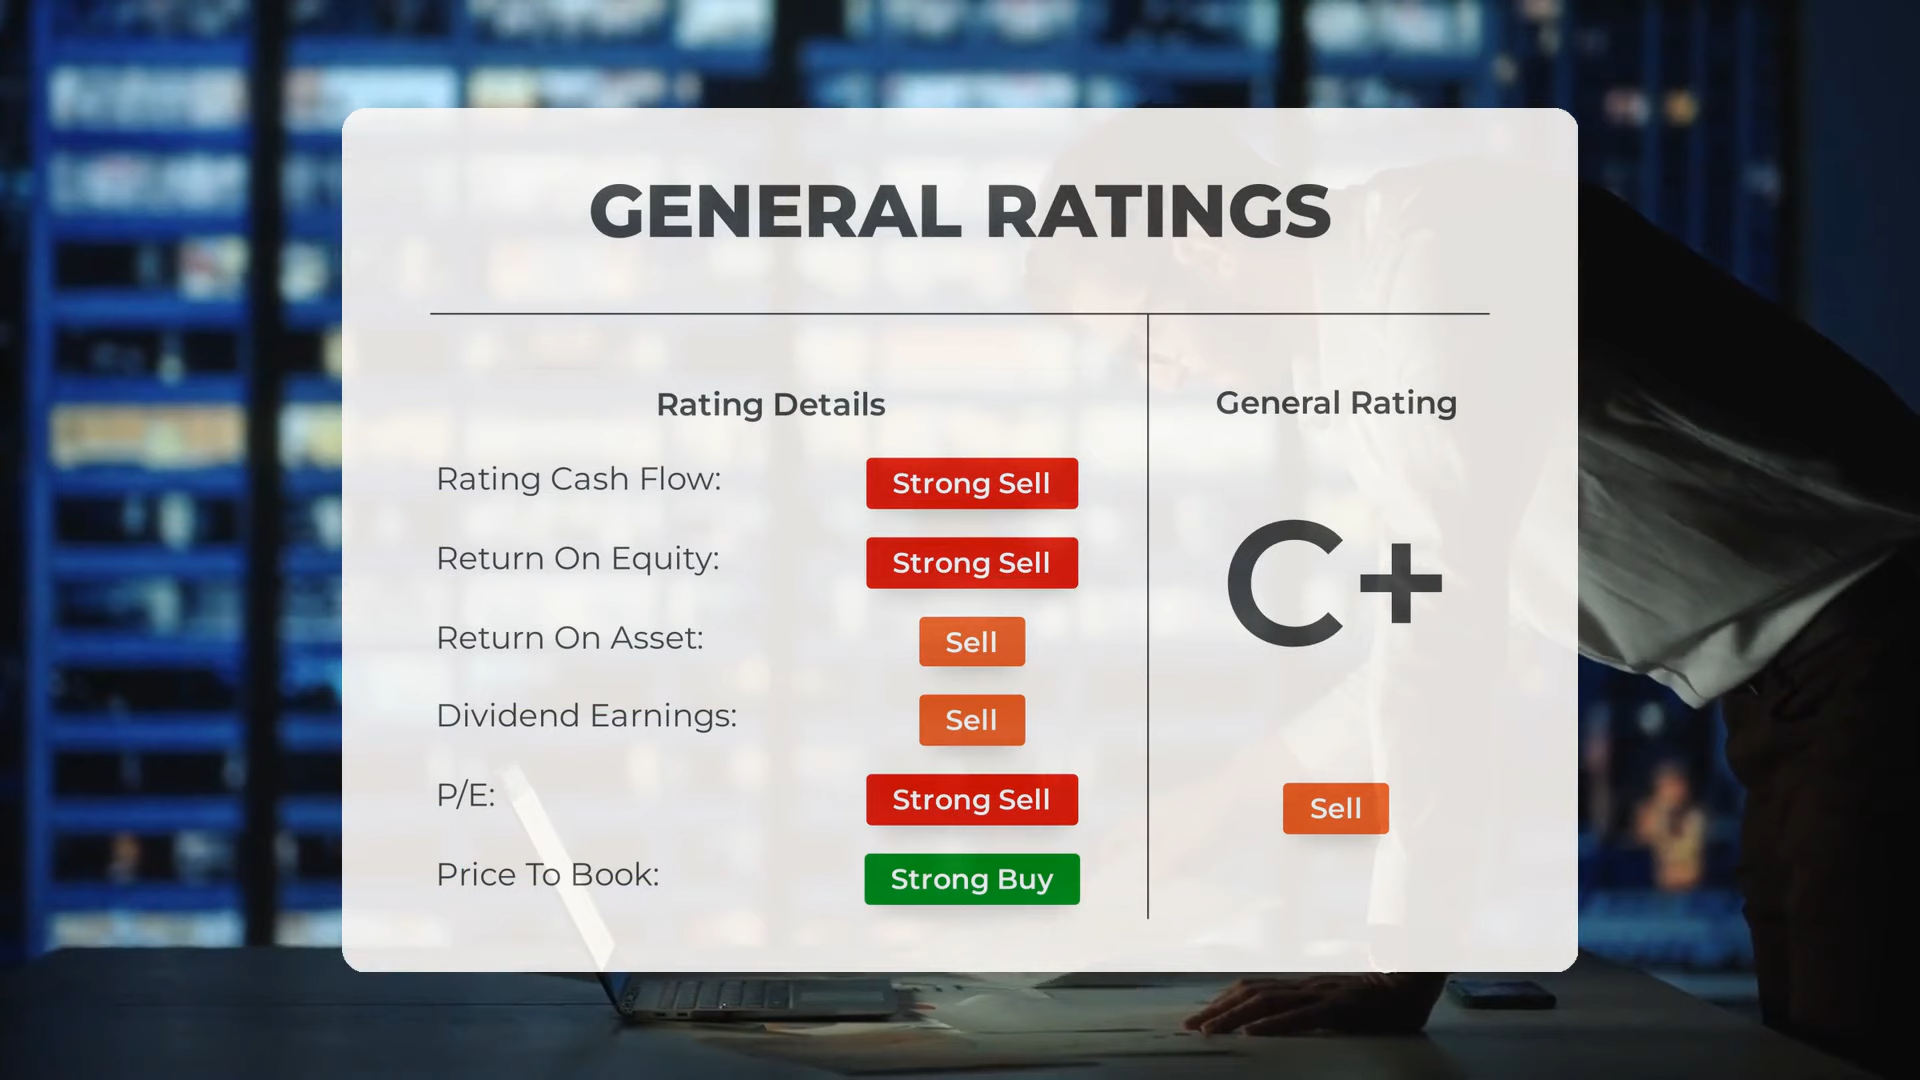 GENERAL RATINGS
Rating Details
General Rating
Rating Cash Flow: Strong Sell
Return On Equity: Strong Sell
Return On Asset: Sell
Dividend Earnings: Sell
P/E: Strong Sell
Price To Book: Strong Buy
C+
Sell